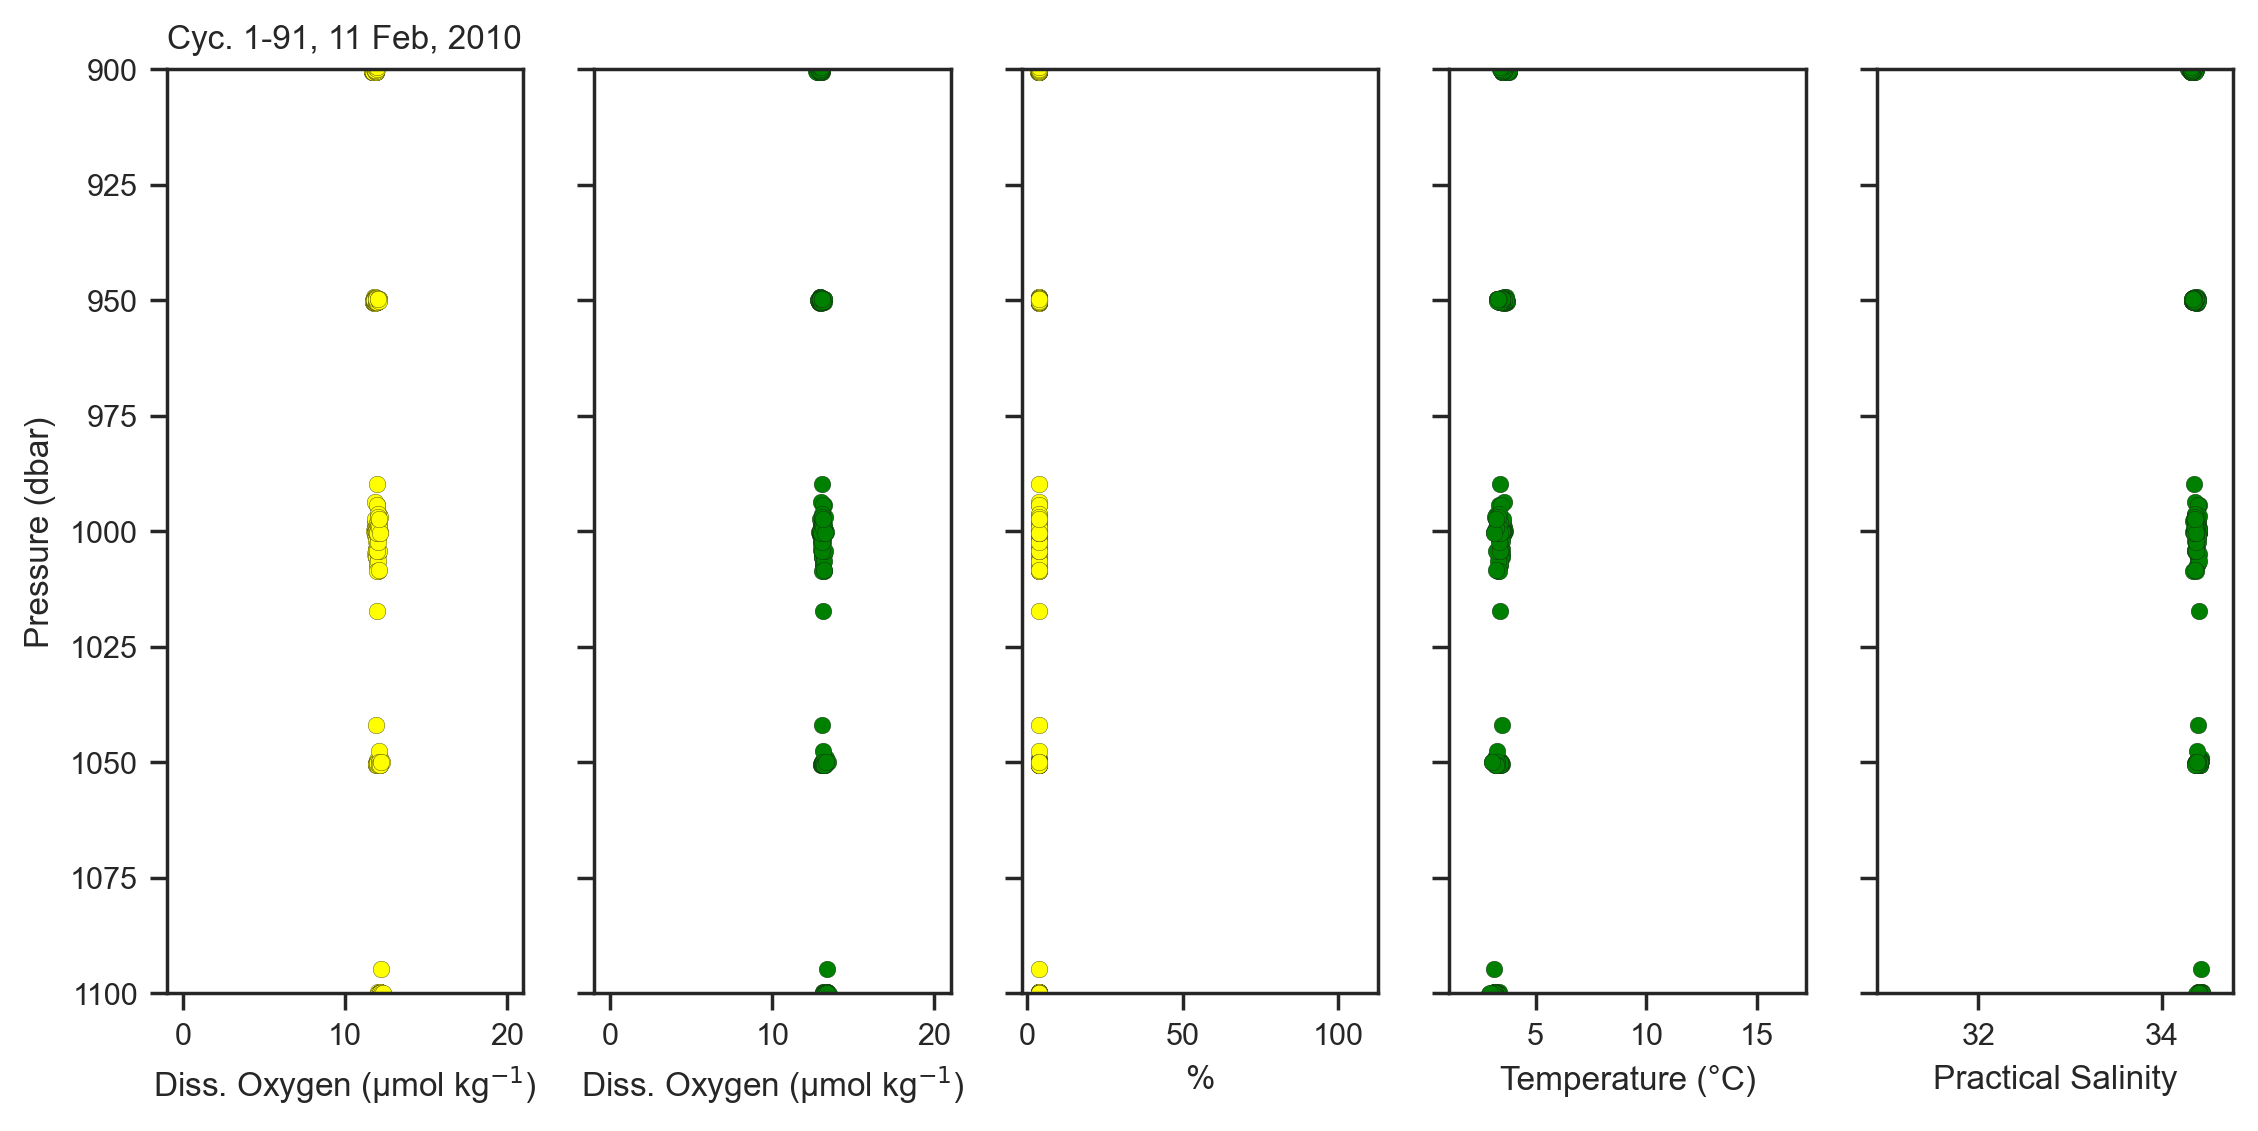 Cyc. 1-91, 11 Feb, 2010
Pressure (dbar)
900
925
950
975
1000
1025
1050
1075
1100
0 10 20
Diss. Oxygen (µmol kg⁻¹)
0 10 20
Diss. Oxygen (µmol kg⁻¹)
0 50 100
%
5 10 15
Temperature (°C)
32 34
Practical Salinity